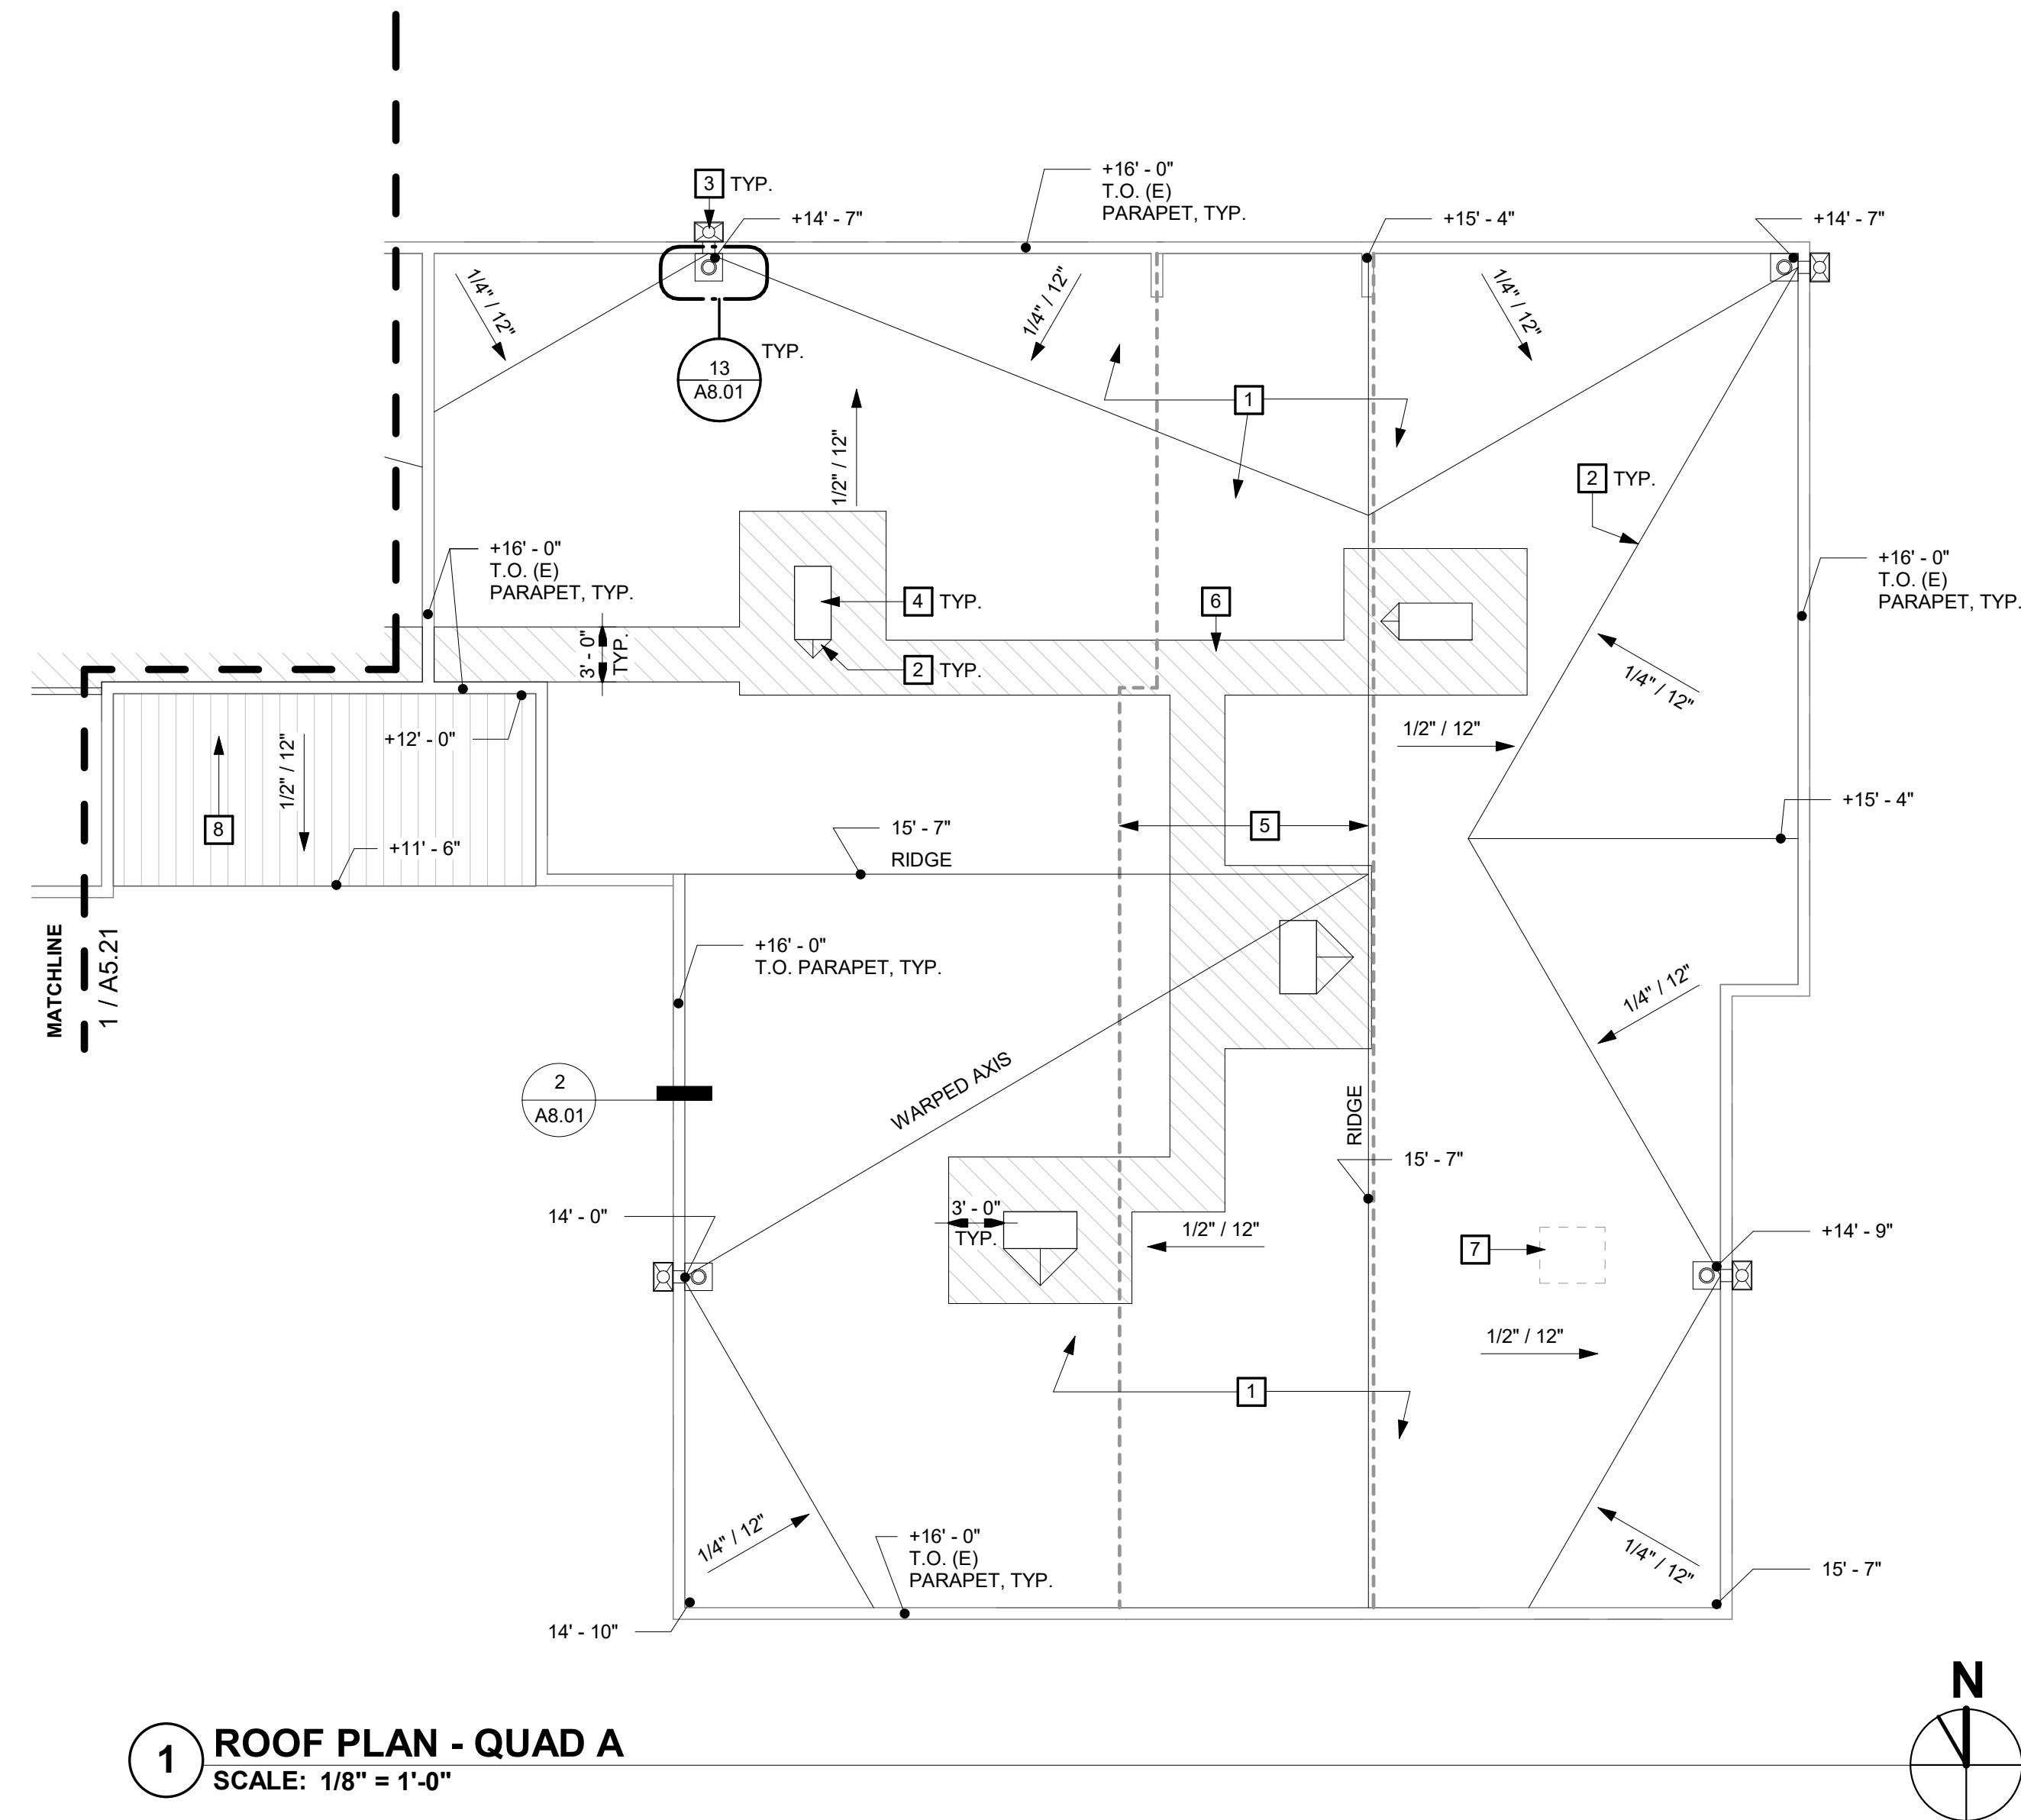 +16' - 0"
T.O. (E)
PARAPET, TYP.
3 TYP.
+14' - 7"
+15' - 4"
+14' - 7"
1/4" / 12"
1/4" / 12"
1/4" / 12"
TYP.
13
A8.01
1
1/2" / 12"
2 TYP.
+16' - 0"
T.O. (E)
PARAPET, TYP.
+16' - 0"
T.O. (E)
PARAPET, TYP.
4 TYP.
6
3' - 0"
TYP.
2 TYP.
1/4" / 12"
+12' - 0"
1/2" / 12"
1/2" / 12"
+15' - 4"
8
15' - 7"
RIDGE
5
+11' - 6"
MATCHLINE
1 / A5.21
+16' - 0"
T.O. PARAPET, TYP.
1/4" / 12"
2
A8.01
WARPED AXIS
RIDGE
15' - 7"
14' - 0"
3' - 0"
TYP.
1/2" / 12"
7
+14' - 9"
1/2" / 12"
1
1/4" / 12"
+16' - 0"
T.O. (E)
PARAPET, TYP.
1/4" / 12"
15' - 7"
14' - 10"
N
1
ROOF PLAN - QUAD A
SCALE: 1/8" = 1'-0"